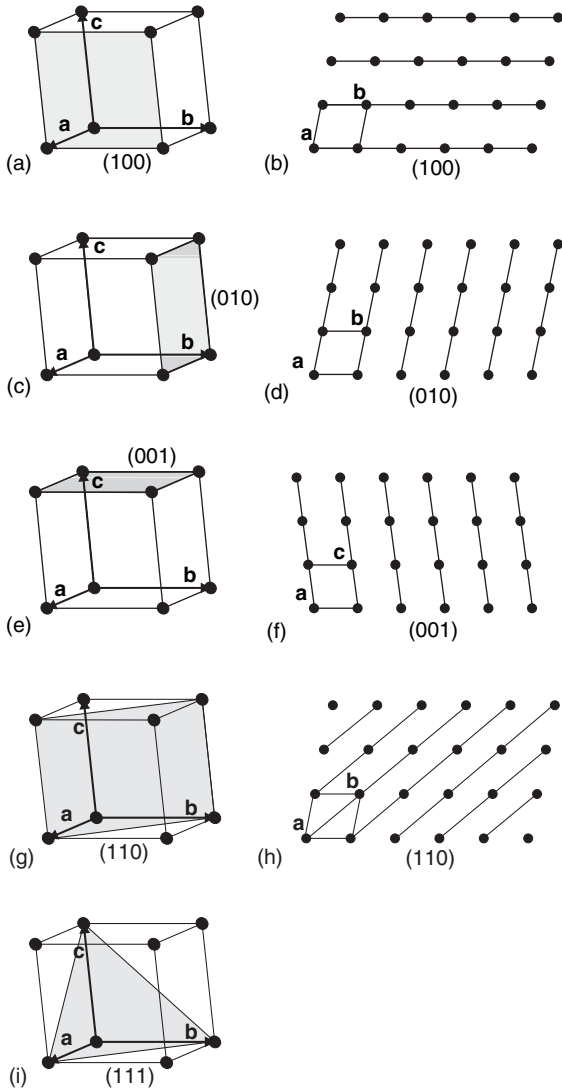 c
a
b
(a)
(100)
b
a
(b)
(100)
c
(010)
a
b
(c)
b
a
(d)
(010)
(001)
c
a
b
(e)
c
a
(f)
(001)
c
a
b
(g)
(110)
b
a
(h)
(110)
c
a
b
(i)
(111)